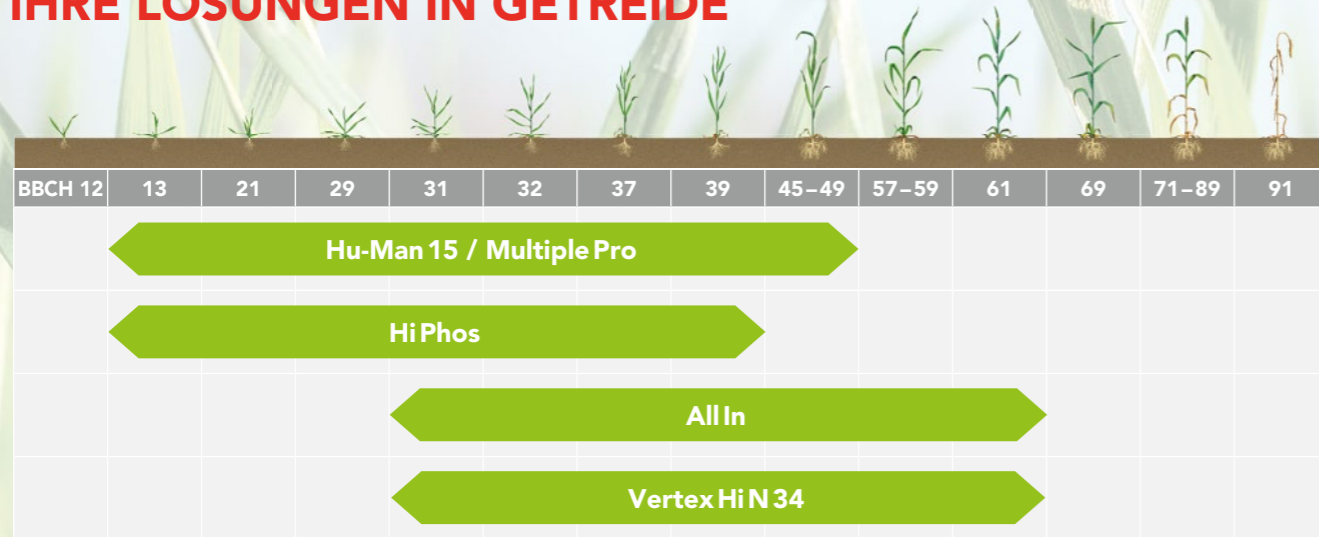 IHRE LÖSUNGEN IN GETREIDE
BBCH 12 13 21 29 31 32 37 39 45–49 57–59 61 69 71–89 91
Hu-Man 15 / Multiple Pro
Hi Phos
All In
Vertex Hi N 34